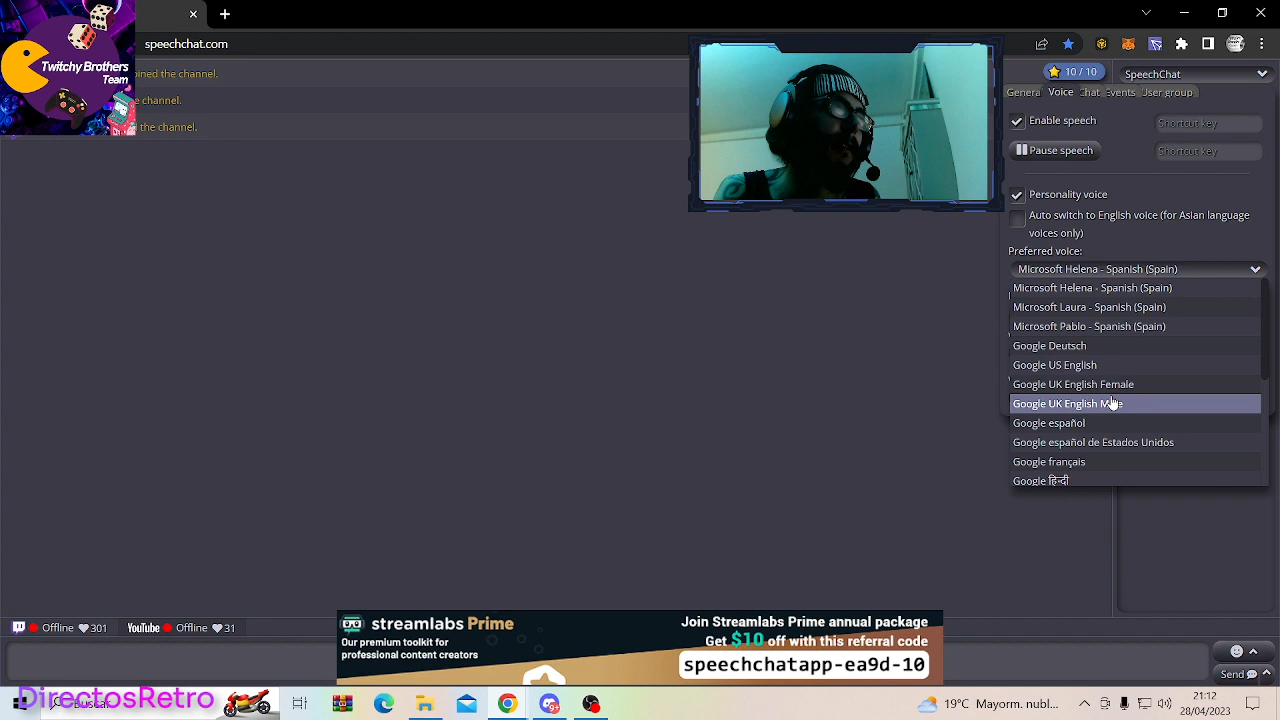 Twitchy Brothers
Team
speechchat.com
ined the channel.
e channel.
the channel.
10 / 10
SpeechChat
General
Voice
Chat
Events
User group
Enable speech
Shortcut key
Pause speech
Shortcut key
Personality voice
Auto switch to English voice (for Asian language
voices only)
Preferred voice:
Microsoft Helena - Spanish (Spain)
Microsoft Helena - Spanish (Spain)
Microsoft Laura - Spanish (Spain)
Microsoft Pablo - Spanish (Spain)
Google Deutsch
Google US English
Google UK English Female
Google UK English Male
Google español
Google español de Estados Unidos
Google français
Google हिन्दी
Offline 301
YouTube Offline 31
streamlabs Prime
Our premium toolkit for
professional content creators
Join Streamlabs Prime annual package
Get $10 off with this referral code
speechchatapp-ea9d-10
Send
DirectosRetro
Buscar
19°C Mayorm. publi...
21:12
28/04/2023